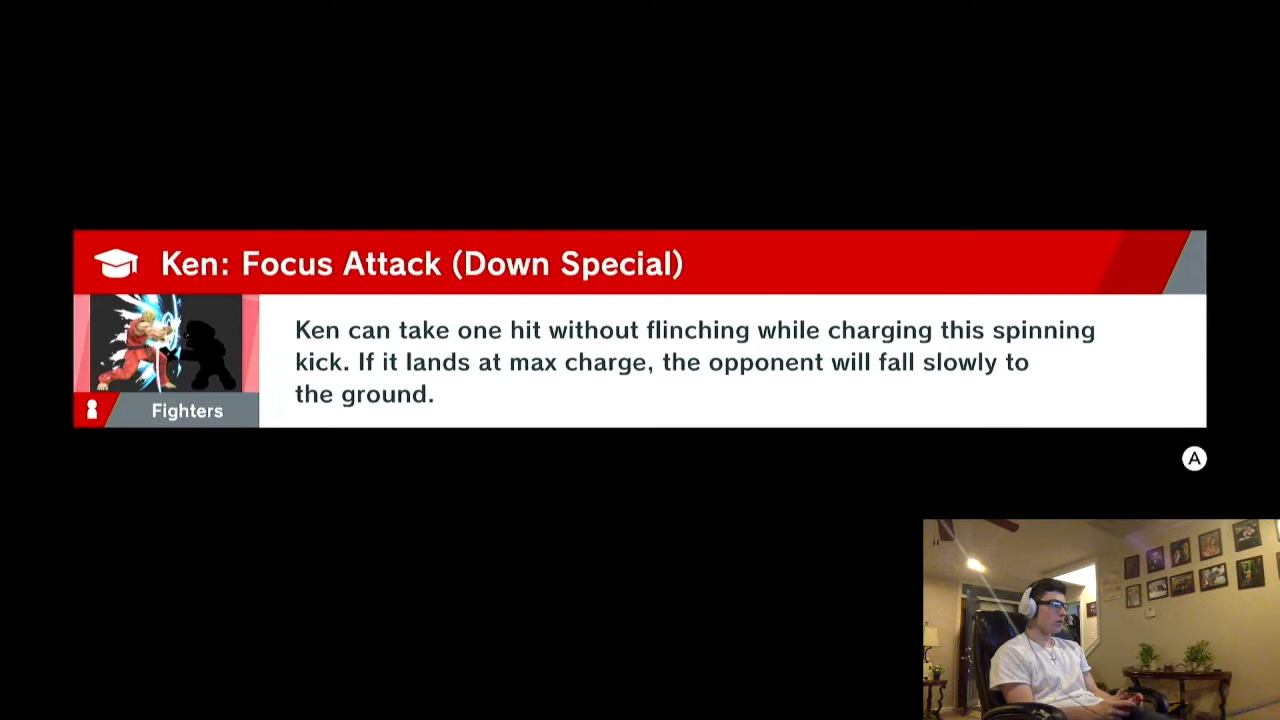 Ken: Focus Attack (Down Special)
Ken can take one hit without flinching while charging this spinning
kick. If it lands at max charge, the opponent will fall slowly to
the ground.
Fighters
A